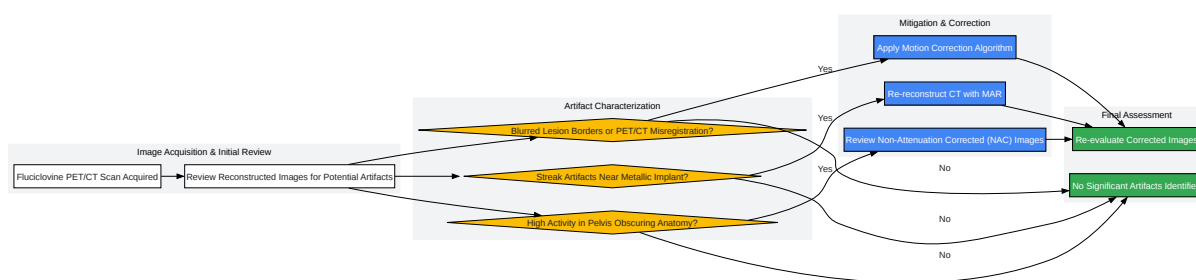 Image Acquisition & Initial Review
Fluciclovine PET/CT Scan Acquired
Review Reconstructed Images for Potential Artifacts
Artifact Characterization
Blurred Lesion Borders or PET/CT Misregistration?
Streak Artifacts Near Metallic Implant?
High Activity in Pelvis Obscuring Anatomy?
Yes
Yes
Yes
No
No
No
Mitigation & Correction
Apply Motion Correction Algorithm
Re-reconstruct CT with MAR
Review Non-Attenuation Corrected (NAC) Images
Final Assessment
Re-evaluate Corrected Images
No Significant Artifacts Identifie